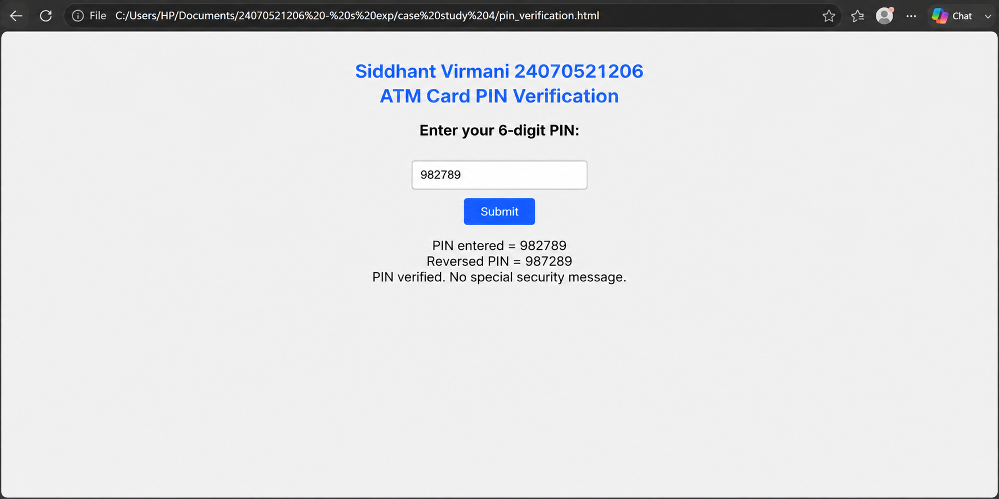 File C:/Users/HP/Documents/24070521206%20-%20s%20exp/case%20study%204/pin_verification.html
Chat
Siddhant Virmani 24070521206
ATM Card PIN Verification
Enter your 6-digit PIN:
982789
Submit
PIN entered = 982789
Reversed PIN = 987289
PIN verified. No special security message.